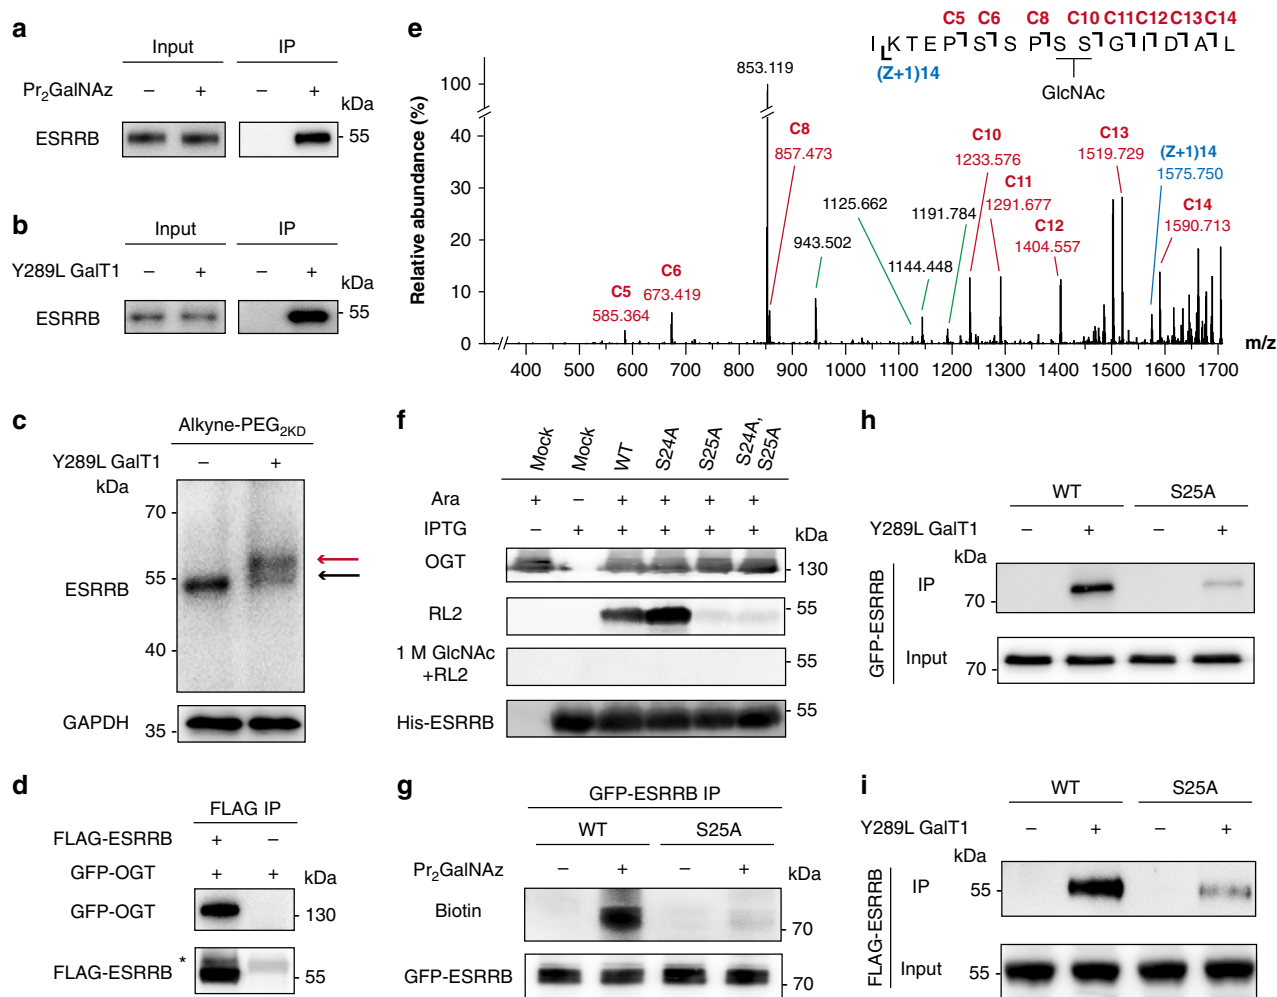 a
Input IP
Pr2GalNAz – + – + kDa
ESRRB 55
b
Input IP
Y289L GalT1 – + – + kDa
ESRRB 55
c
Alkyne-PEG2KD
Y289L GalT1 – +
kDa
70
ESRRB 55
40
GAPDH 35
d
FLAG IP
FLAG-ESRRB + –
GFP-OGT + + kDa
GFP-OGT 130
* FLAG-ESRRB 55
e
C5 C6 C8 C10 C11 C12 C13 C14
I K T E P S S P S S G I D A L
(Z+1)14
GlcNAc
Relative abundance (%)
100
40
30
20
10
0
853.119
C8
857.473
C6
673.419
C5
585.364
943.502
1125.662
1144.448
1191.784
C10
1233.576
C11
1291.677
C12
1404.557
C13
1519.729
(Z+1)14
1575.750
C14
1590.713
400 500 600 700 800 900 1000 1100 1200 1300 1400 1500 1600 1700 m/z
f
Mock Mock WT S24A S25A S24A, S25A
Ara + – + + + +
IPTG – + + + + + kDa
OGT 130
RL2 55
1 M GlcNAc
+RL2 55
His-ESRRB 55
g
GFP-ESRRB IP
WT S25A
Pr2GalNAz – + – + kDa
Biotin 70
GFP-ESRRB 70
h
WT S25A
Y289L GalT1 – + – +
kDa
GFP-ESRRB
IP 70
Input 70
i
WT S25A
Y289L GalT1 – + – +
kDa
FLAG-ESRRB
IP 55
Input 55